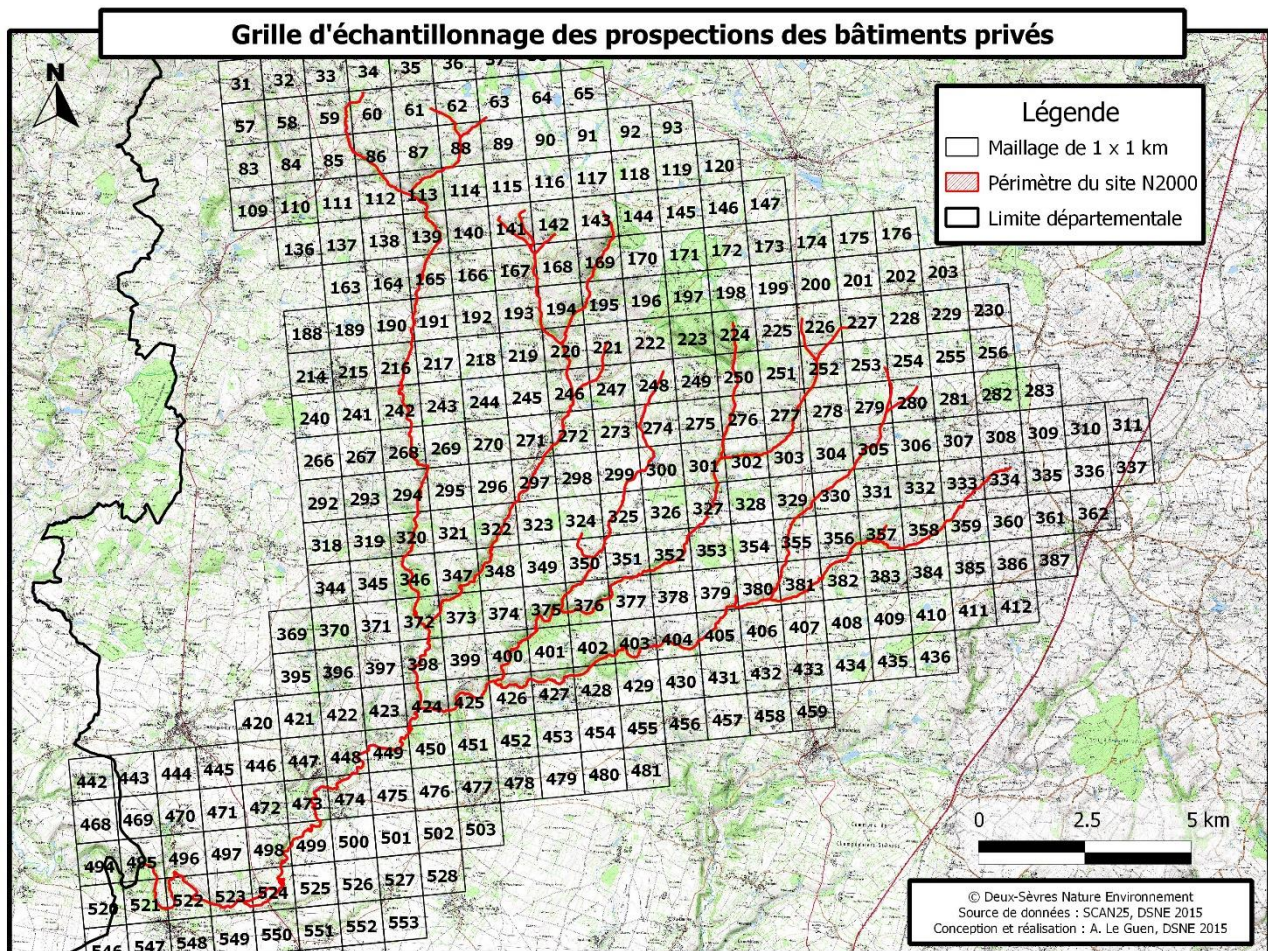 Grille d'échantillonnage des prospections des bâtiments privés
N
Légende
Maillage de 1 x 1 km
Périmètre du site N2000
Limite départementale
31 32 33 34 35 36 37
57 58 59 60 61 62 63 64 65
83 84 85 86 87 88 89 90 91 92 93
109 110 111 112 113 114 115 116 117 118 119 120
136 137 138 139 140 141 142 143 144 145 146 147
163 164 165 166 167 168 169 170 171 172 173 174 175 176
188 189 190 191 192 193 194 195 196 197 198 199 200 201 202 203
214 215 216 217 218 219 220 221 222 223 224 225 226 227 228 229 230
240 241 242 243 244 245 246 247 248 249 250 251 252 253 254 255 256
266 267 268 269 270 271 272 273 274 275 276 277 278 279 280 281 282 283
292 293 294 295 296 297 298 299 300 301 302 303 304 305 306 307 308 309 310 311
318 319 320 321 322 323 324 325 326 327 328 329 330 331 332 333 334 335 336 337
344 345 346 347 348 349 350 351 352 353 354 355 356 357 358 359 360 361 362
369 370 371 372 373 374 375 376 377 378 379 380 381 382 383 384 385 386 387
395 396 397 398 399 400 401 402 403 404 405 406 407 408 409 410 411 412
420 421 422 423 424 425 426 427 428 429 430 431 432 433 434 435 436
442 443 444 445 446 447 448 449 450 451 452 453 454 455 456 457 458 459
468 469 470 471 472 473 474 475 476 477 478 479 480 481
494 495 496 497 498 499 500 501 502 503
520 521 522 523 524 525 526 527 528
546 547 548 549 550 551 552 553
0 2.5 5 km
© Deux-Sèvres Nature Environnement
Source de données : SCAN25, DSNE 2015
Conception et réalisation : A. Le Guen, DSNE 2015